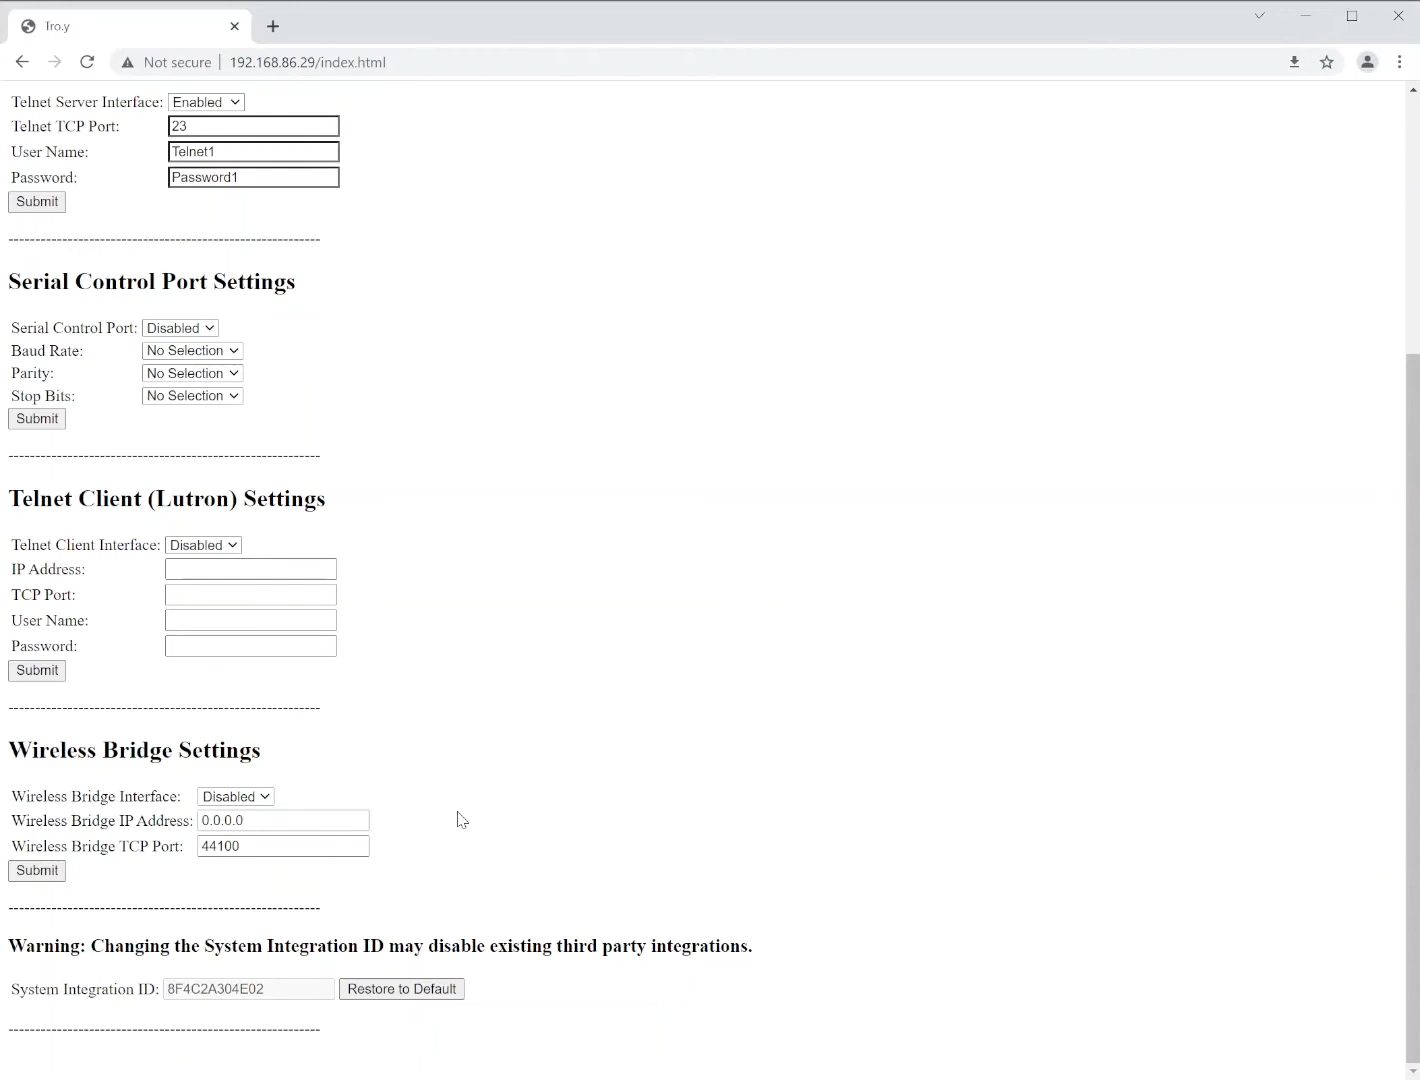 Tro.y
Not secure | 192.168.86.29/index.html
Telnet Server Interface: Enabled
Telnet TCP Port: 23
User Name: Telnet1
Password: Password1
Submit
-----------------------------------------------------------
Serial Control Port Settings
Serial Control Port: Disabled
Baud Rate: No Selection
Parity: No Selection
Stop Bits: No Selection
Submit
-----------------------------------------------------------
Telnet Client (Lutron) Settings
Telnet Client Interface: Disabled
IP Address:
TCP Port:
User Name:
Password:
Submit
-----------------------------------------------------------
Wireless Bridge Settings
Wireless Bridge Interface: Disabled
Wireless Bridge IP Address: 0.0.0.0
Wireless Bridge TCP Port: 44100
Submit
-----------------------------------------------------------
Warning: Changing the System Integration ID may disable existing third party integrations.
System Integration ID: 8F4C2A304E02 Restore to Default
-----------------------------------------------------------